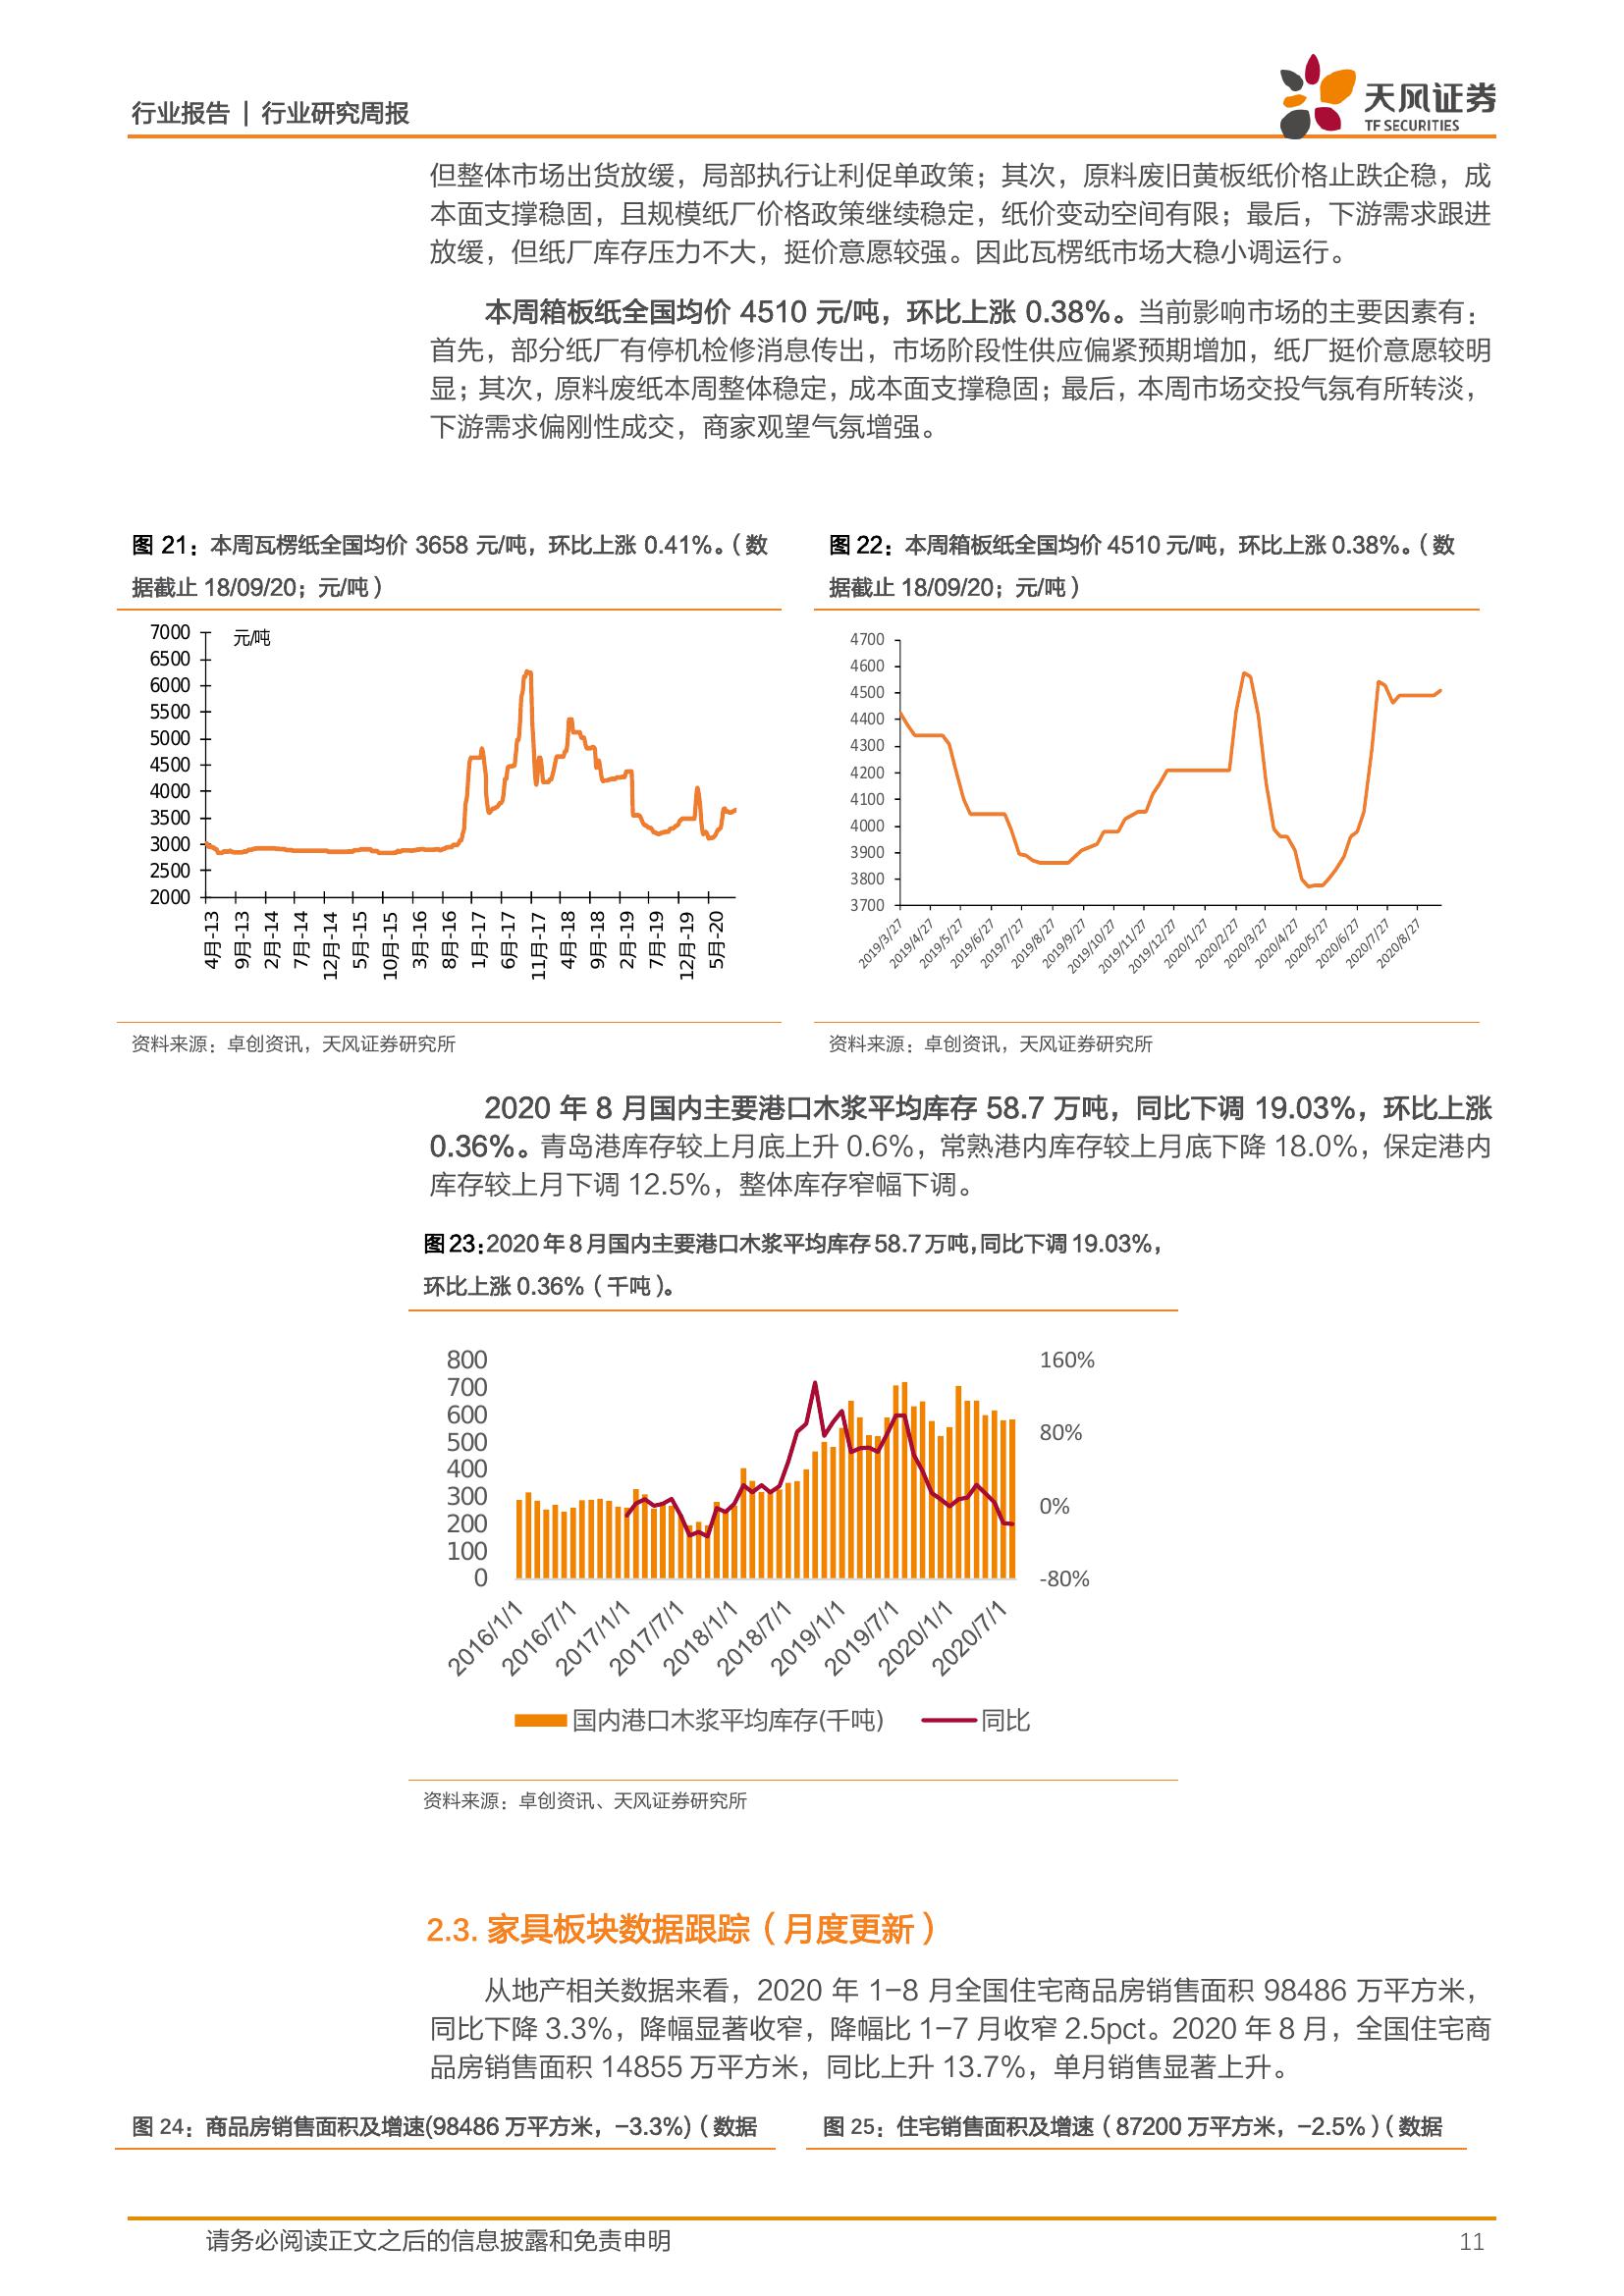 行业报告 | 行业研究周报
天风证券
TF SECURITIES
但整体市场出货放缓，局部执行让利促单政策；其次，原料废旧黄板纸价格止跌企稳，成
本面支撑稳固，且规模纸厂价格政策继续稳定，纸价变动空间有限；最后，下游需求跟进
放缓，但纸厂库存压力不大，挺价意愿较强。因此瓦楞纸市场大稳小调运行。
本周箱板纸全国均价 4510 元/吨，环比上涨 0.38%。当前影响市场的主要因素有：
首先，部分纸厂有停机检修消息传出，市场阶段性供应偏紧预期增加，纸厂挺价意愿较明
显；其次，原料废纸本周整体稳定，成本面支撑稳固；最后，本周市场交投气氛有所转淡，
下游需求偏刚性成交，商家观望气氛增强。
图 21：本周瓦楞纸全国均价 3658 元/吨，环比上涨 0.41%。（数
据截止 18/09/20；元/吨）
元/吨
7000
6500
6000
5500
5000
4500
4000
3500
3000
2500
2000
4月-13
9月-13
2月-14
7月-14
12月-14
5月-15
10月-15
3月-16
8月-16
1月-17
6月-17
11月-17
4月-18
9月-18
2月-19
7月-19
12月-19
5月-20
资料来源：卓创资讯，天风证券研究所
图 22：本周箱板纸全国均价 4510 元/吨，环比上涨 0.38%。（数
据截止 18/09/20；元/吨）
4700
4600
4500
4400
4300
4200
4100
4000
3900
3800
3700
2019/3/27
2019/4/27
2019/5/27
2019/6/27
2019/7/27
2019/8/27
2019/9/27
2019/10/27
2019/11/27
2019/12/27
2020/1/27
2020/2/27
2020/3/27
2020/4/27
2020/5/27
2020/6/27
2020/7/27
2020/8/27
资料来源：卓创资讯，天风证券研究所
2020 年 8 月国内主要港口木浆平均库存 58.7 万吨，同比下调 19.03%，环比上涨
0.36%。青岛港库存较上月底上升 0.6%，常熟港内库存较上月底下降 18.0%，保定港内
库存较上月下调 12.5%，整体库存窄幅下调。
图 23：2020 年 8 月国内主要港口木浆平均库存 58.7 万吨，同比下调 19.03%，
环比上涨 0.36%（千吨）。
800
700
600
500
400
300
200
100
0
160%
80%
0%
-80%
2016/1/1
2016/7/1
2017/1/1
2017/7/1
2018/1/1
2018/7/1
2019/1/1
2019/7/1
2020/1/1
2020/7/1
国内港口木浆平均库存(千吨)
同比
资料来源：卓创资讯、天风证券研究所
2.3. 家具板块数据跟踪（月度更新）
从地产相关数据来看，2020 年 1-8 月全国住宅商品房销售面积 98486 万平方米，
同比下降 3.3%，降幅显著收窄，降幅比 1-7 月收窄 2.5pct。2020 年 8 月，全国住宅商
品房销售面积 14855 万平方米，同比上升 13.7%，单月销售显著上升。
图 24：商品房销售面积及增速(98486 万平方米，-3.3%)（数据
图 25：住宅销售面积及增速（87200 万平方米，-2.5%）（数据
请务必阅读正文之后的信息披露和免责申明
11